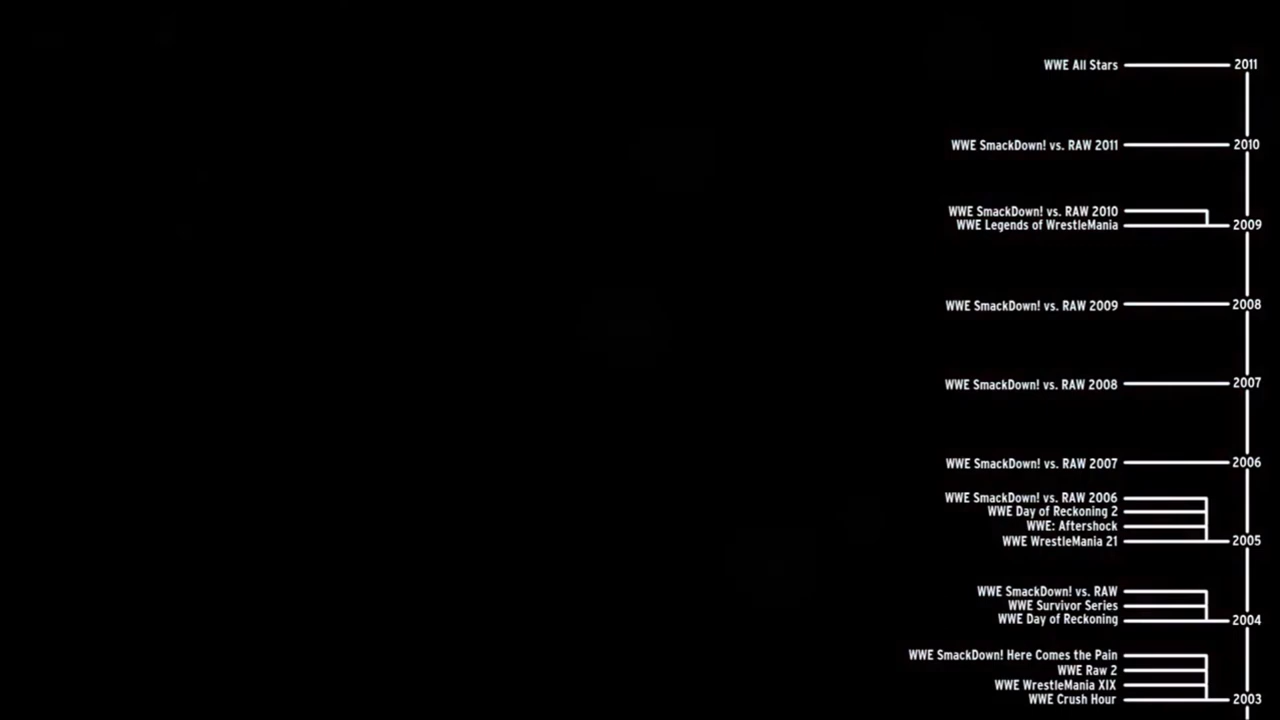 WWE All Stars 2011
WWE SmackDown! vs. RAW 2011 2010
WWE SmackDown! vs. RAW 2010
WWE Legends of WrestleMania 2009
WWE SmackDown! vs. RAW 2009 2008
WWE SmackDown! vs. RAW 2008 2007
WWE SmackDown! vs. RAW 2007 2006
WWE SmackDown! vs. RAW 2006
WWE Day of Reckoning 2
WWE: Aftershock
WWE WrestleMania 21 2005
WWE SmackDown! vs. RAW
WWE Survivor Series
WWE Day of Reckoning 2004
WWE SmackDown! Here Comes the Pain
WWE Raw 2
WWE WrestleMania XIX
WWE Crush Hour 2003